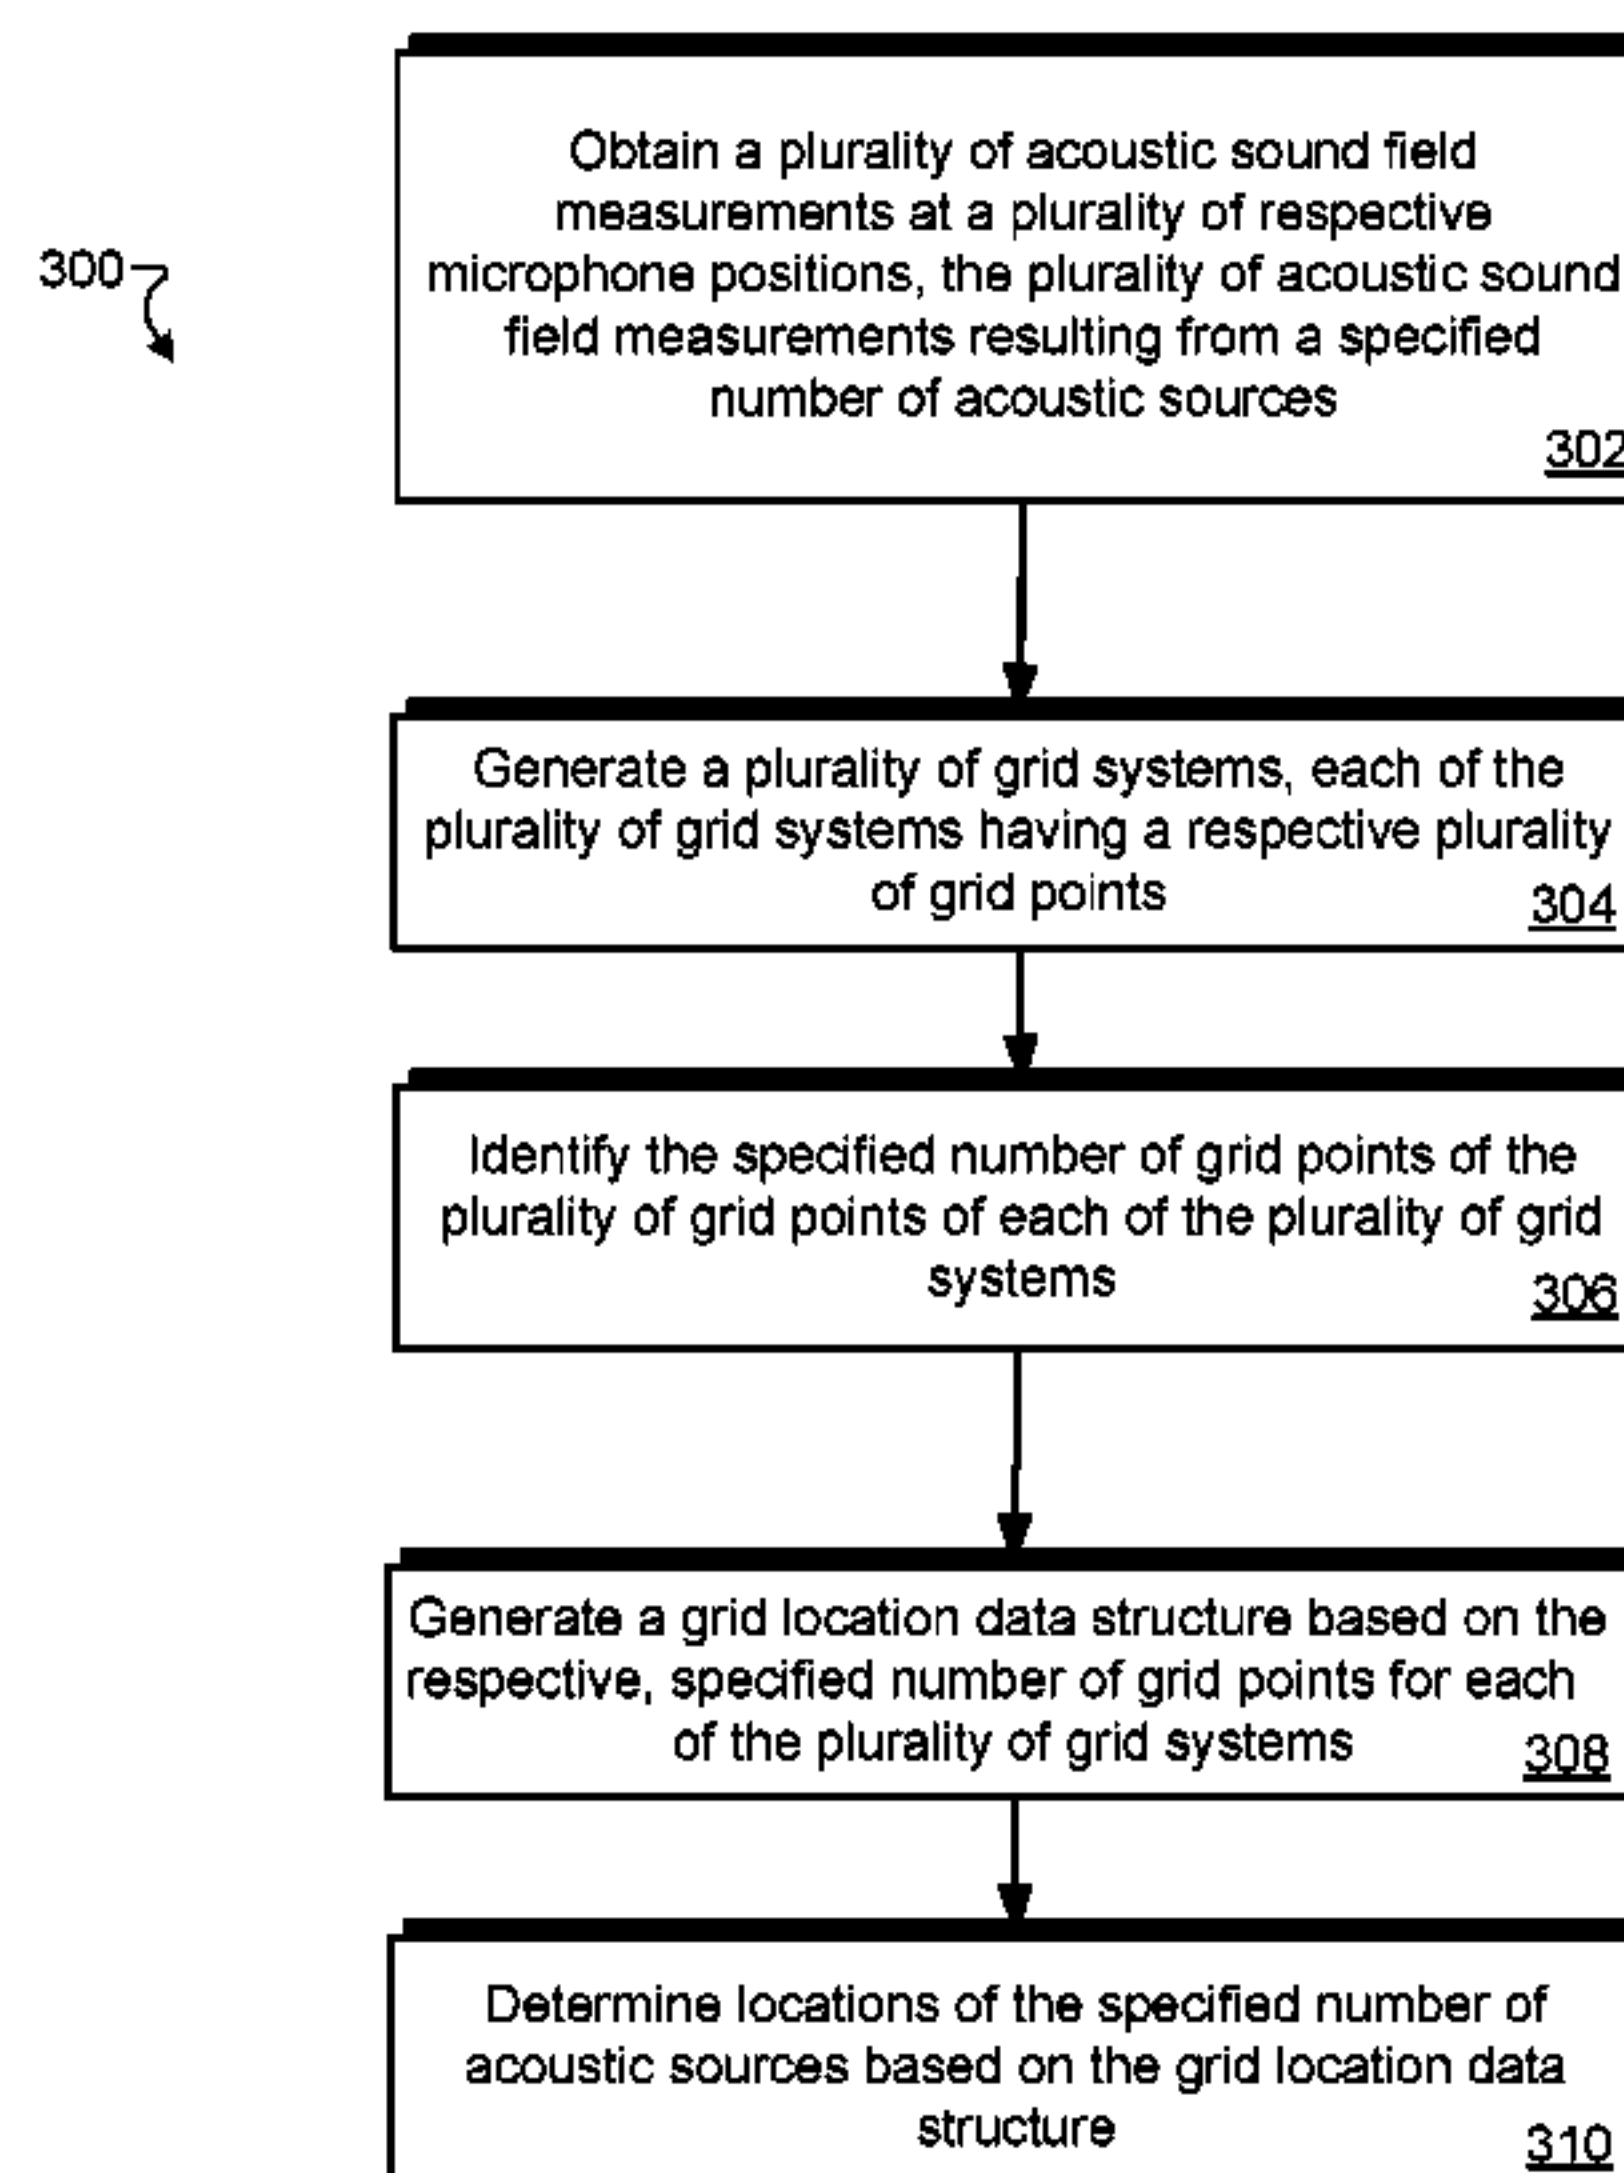 Obtain a plurality of acoustic sound field
measurements at a plurality of respective
300
microphone positions, the plurality of acoustic sound
field measurements resulting from a specified
number of acoustic sources
302
Generate a plurality of grid systems, each of the
plurality of grid systems having a respective plurality
of grid points
304
Identify the specified number of grid points of the
plurality of grid points of each of the plurality of grid
systems
306
Generate a grid location data structure based on the
respective, specified number of grid points for each
of the plurality of grid systems
308
Determine locations of the specified number of
acoustic sources based on the grid location data
structure
310